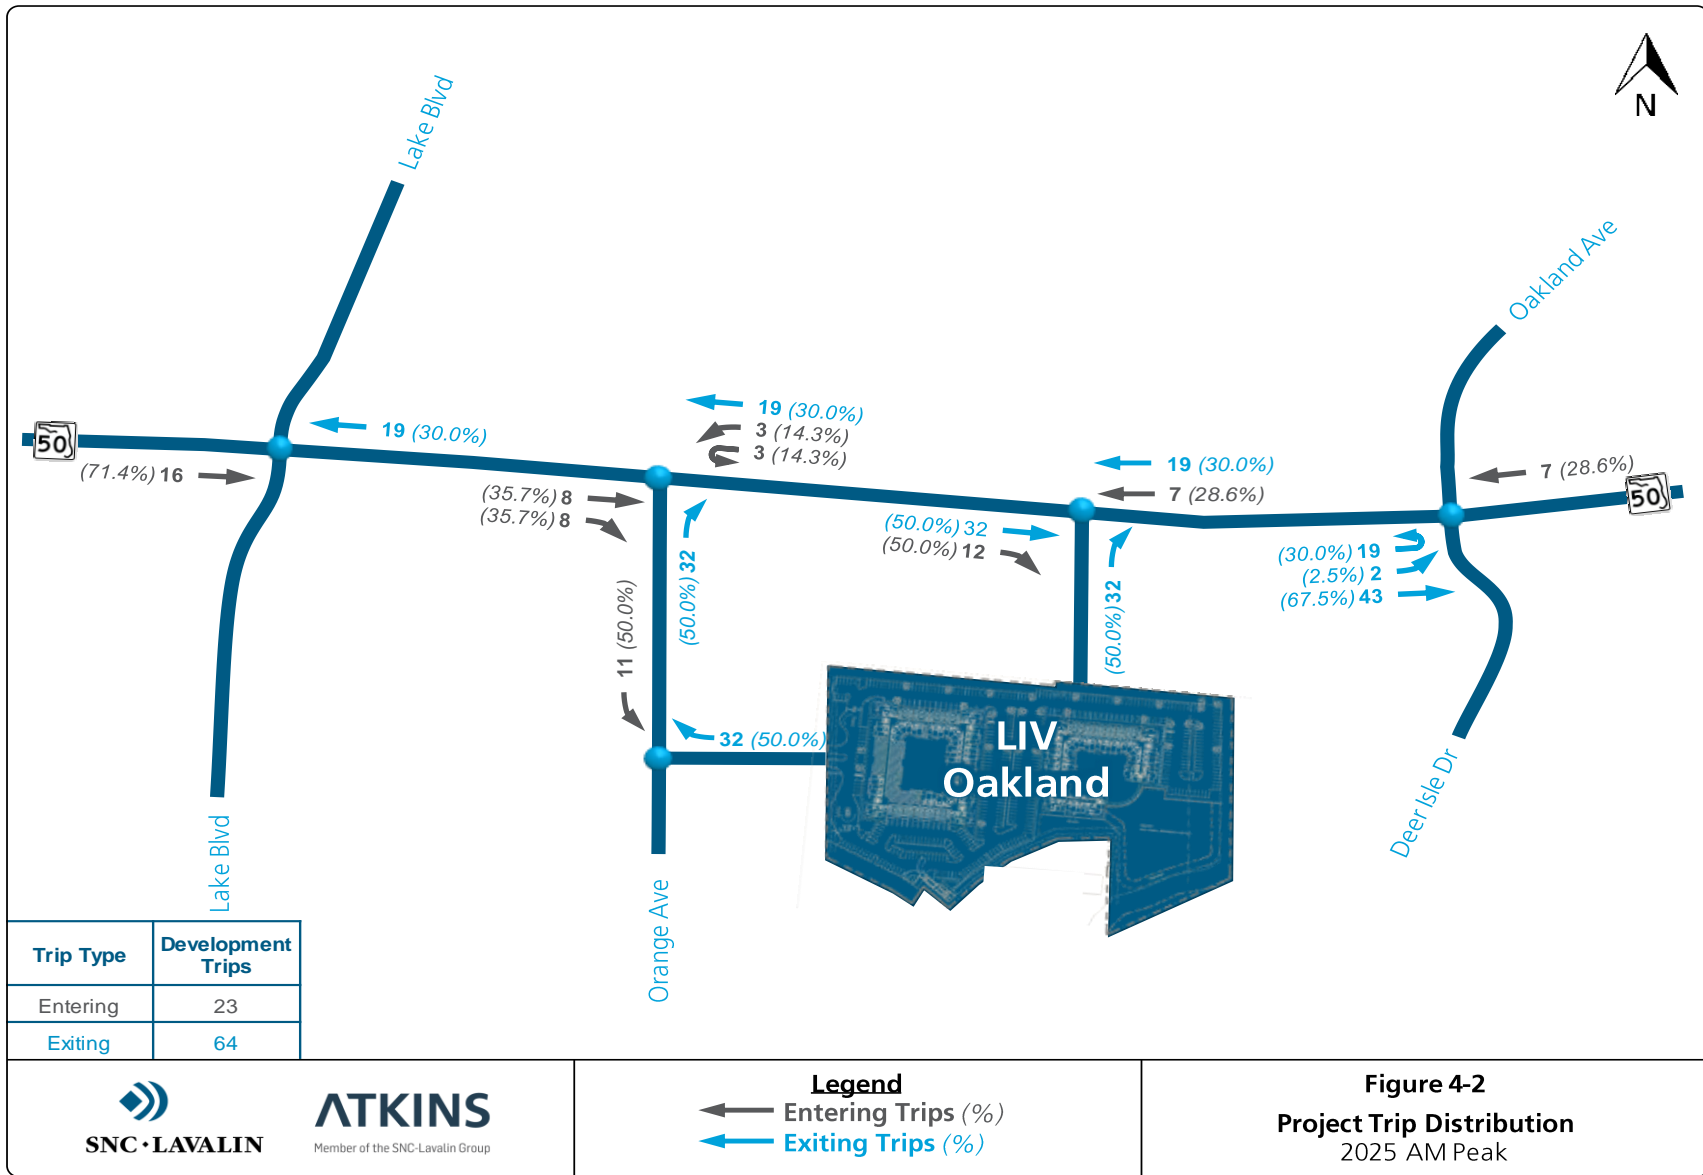 N
Lake Blvd
Oakland Ave
50
19 (30.0%)
(71.4%) 16
19 (30.0%)
3 (14.3%)
3 (14.3%)
(35.7%) 8
(35.7%) 8
(50.0%) 32
11 (50.0%)
32 (50.0%)
19 (30.0%)
7 (28.6%)
(50.0%) 32
(50.0%) 12
(50.0%) 32
7 (28.6%)
50
(30.0%) 19
(2.5%) 2
(67.5%) 43
LIV
Oakland
Deer Isle Dr
Lake Blvd
Orange Ave
Trip Type Development Trips
Entering 23
Exiting 64
SNC·LAVALIN
ATKINS
Member of the SNC-Lavalin Group
Legend
Entering Trips (%)
Exiting Trips (%)
Figure 4-2
Project Trip Distribution
2025 AM Peak